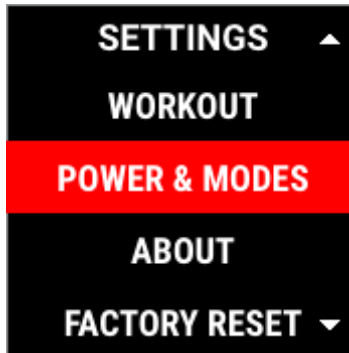 SETTINGS
WORKOUT
POWER & MODES
ABOUT
FACTORY RESET